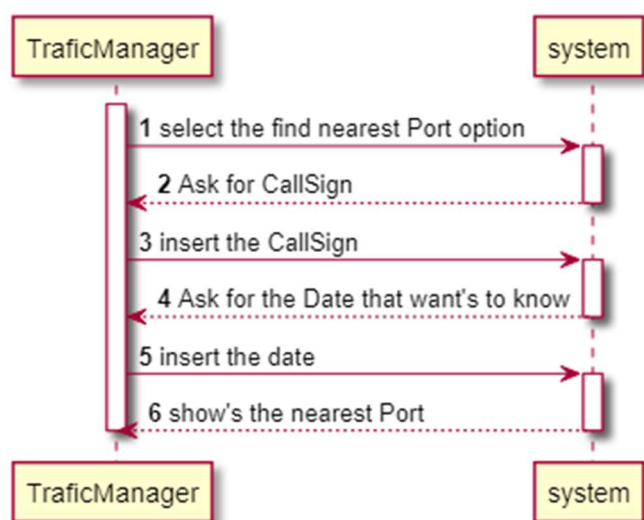 TraficManager
system
1 select the find nearest Port option
2 Ask for CallSign
3 insert the CallSign
4 Ask for the Date that want's to know
5 insert the date
6 show's the nearest Port
TraficManager
system